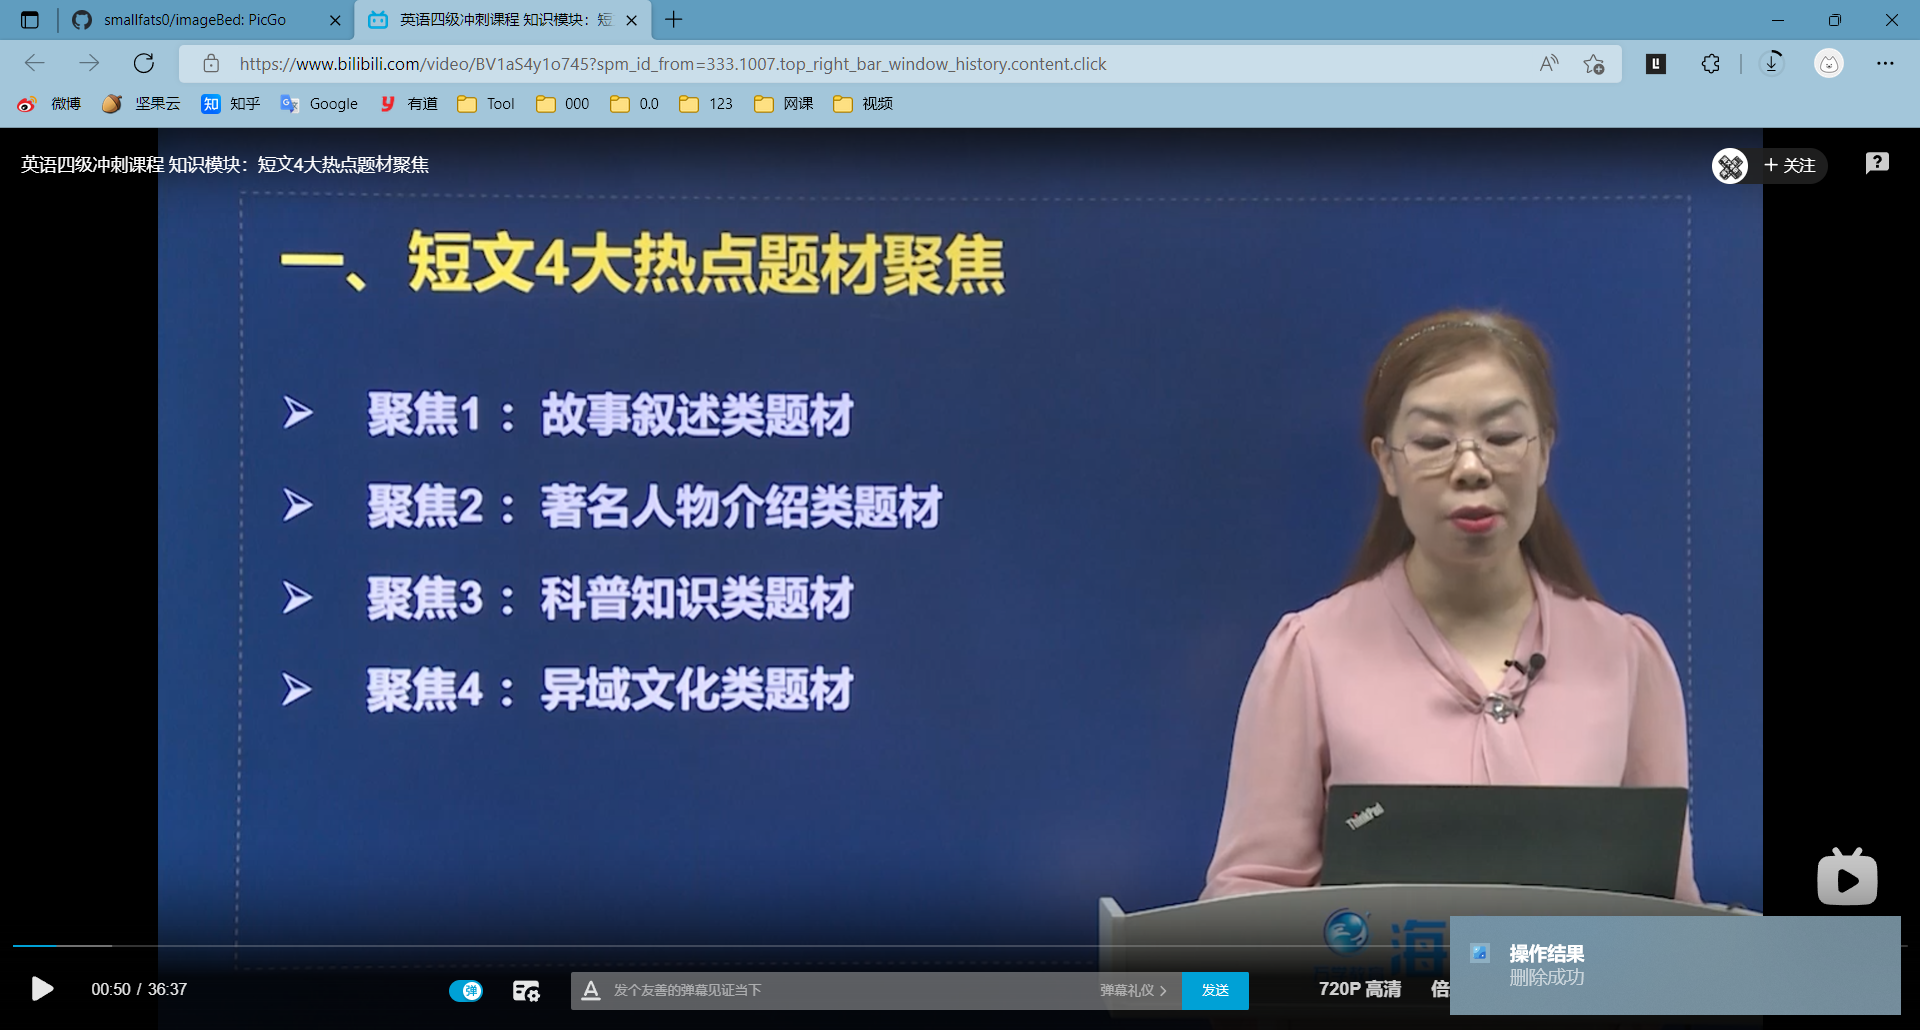 smallfats0/imageBed: PicGo
英语四级冲刺课程 知识模块：短
https://www.bilibili.com/video/BV1aS4y1o745?spm_id_from=333.1007.top_right_bar_window_history.content.click
微博
坚果云
知 知乎
Google
有道
Tool
000
0.0
123
网课
视频
英语四级冲刺课程 知识模块：短文4大热点题材聚焦
+ 关注
一、短文4大热点题材聚焦
➢ 聚焦1：故事叙述类题材
➢ 聚焦2：著名人物介绍类题材
➢ 聚焦3：科普知识类题材
➢ 聚焦4：异域文化类题材
ThinkPad
海
操作结果
删除成功
00:50 / 36:37
弹
发个友善的弹幕见证当下
弹幕礼仪 >
发送
720P 高清
倍